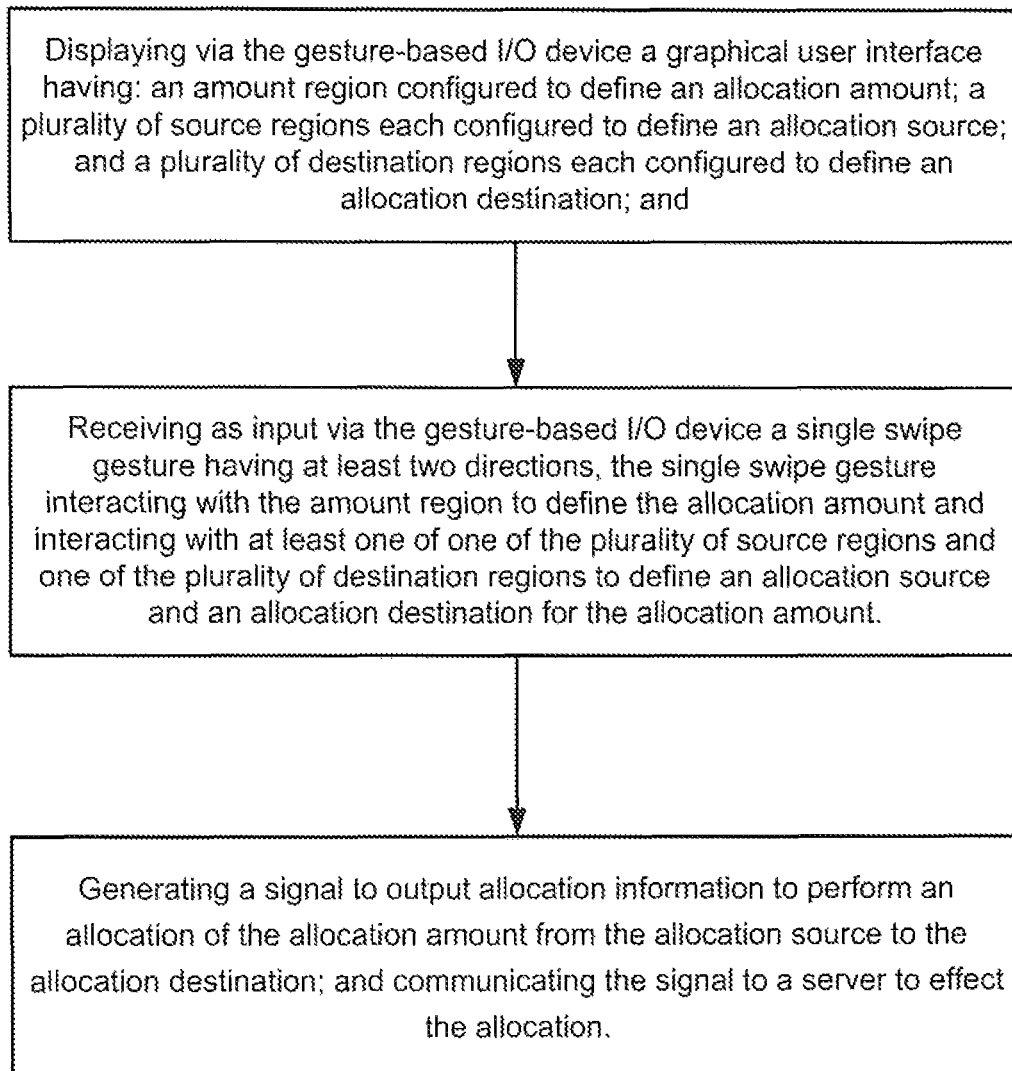 Displaying via the gesture-based I/O device a graphical user interface
having: an amount region configured to define an allocation amount; a
plurality of source regions each configured to define an allocation source;
and a plurality of destination regions each configured to define an
allocation destination; and
Receiving as input via the gesture-based I/O device a single swipe
gesture having at least two directions, the single swipe gesture
interacting with the amount region to define the allocation amount and
interacting with at least one of one of the plurality of source regions and
one of the plurality of destination regions to define an allocation source
and an allocation destination for the allocation amount.
Generating a signal to output allocation information to perform an
allocation of the allocation amount from the allocation source to the
allocation destination; and communicating the signal to a server to effect
the allocation.